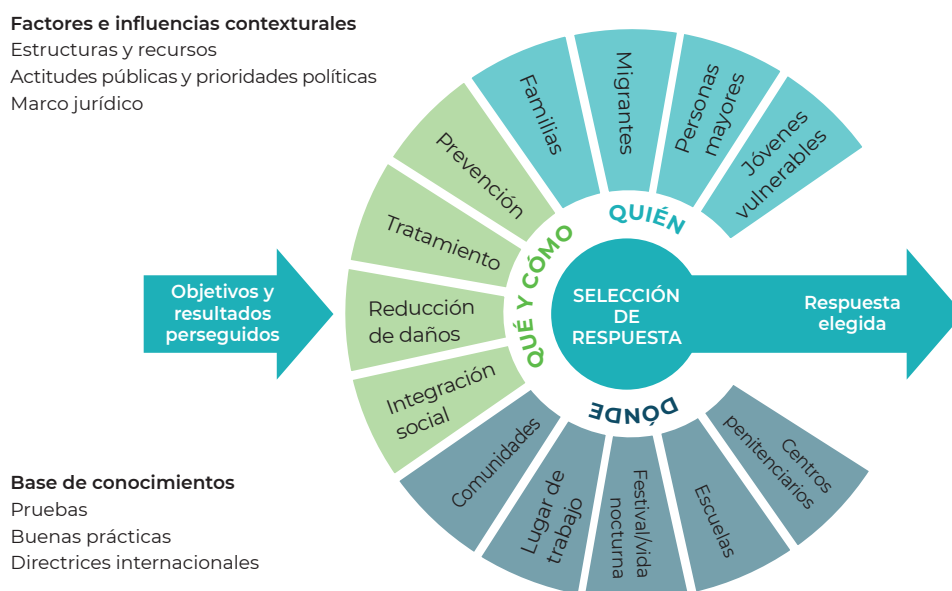 Factores e influencias contexturales
Estructuras y recursos
Actitudes públicas y prioridades políticas
Marco jurídico
Objetivos y
resultados
perseguidos
QUIÉN
Familias
Migrantes
Personas
mayores
Jóvenes
vulnerables
QUÉ Y CÓMO
Prevención
Tratamiento
Reducción
de daños
Integración
social
DÓNDE
Comunidades
Lugar de
trabajo
Festival/vida
nocturna
Escuelas
Centros
penitenciarios
SELECCIÓN
DE
RESPUESTA
Respuesta
elegida
Base de conocimientos
Pruebas
Buenas prácticas
Directrices internacionales